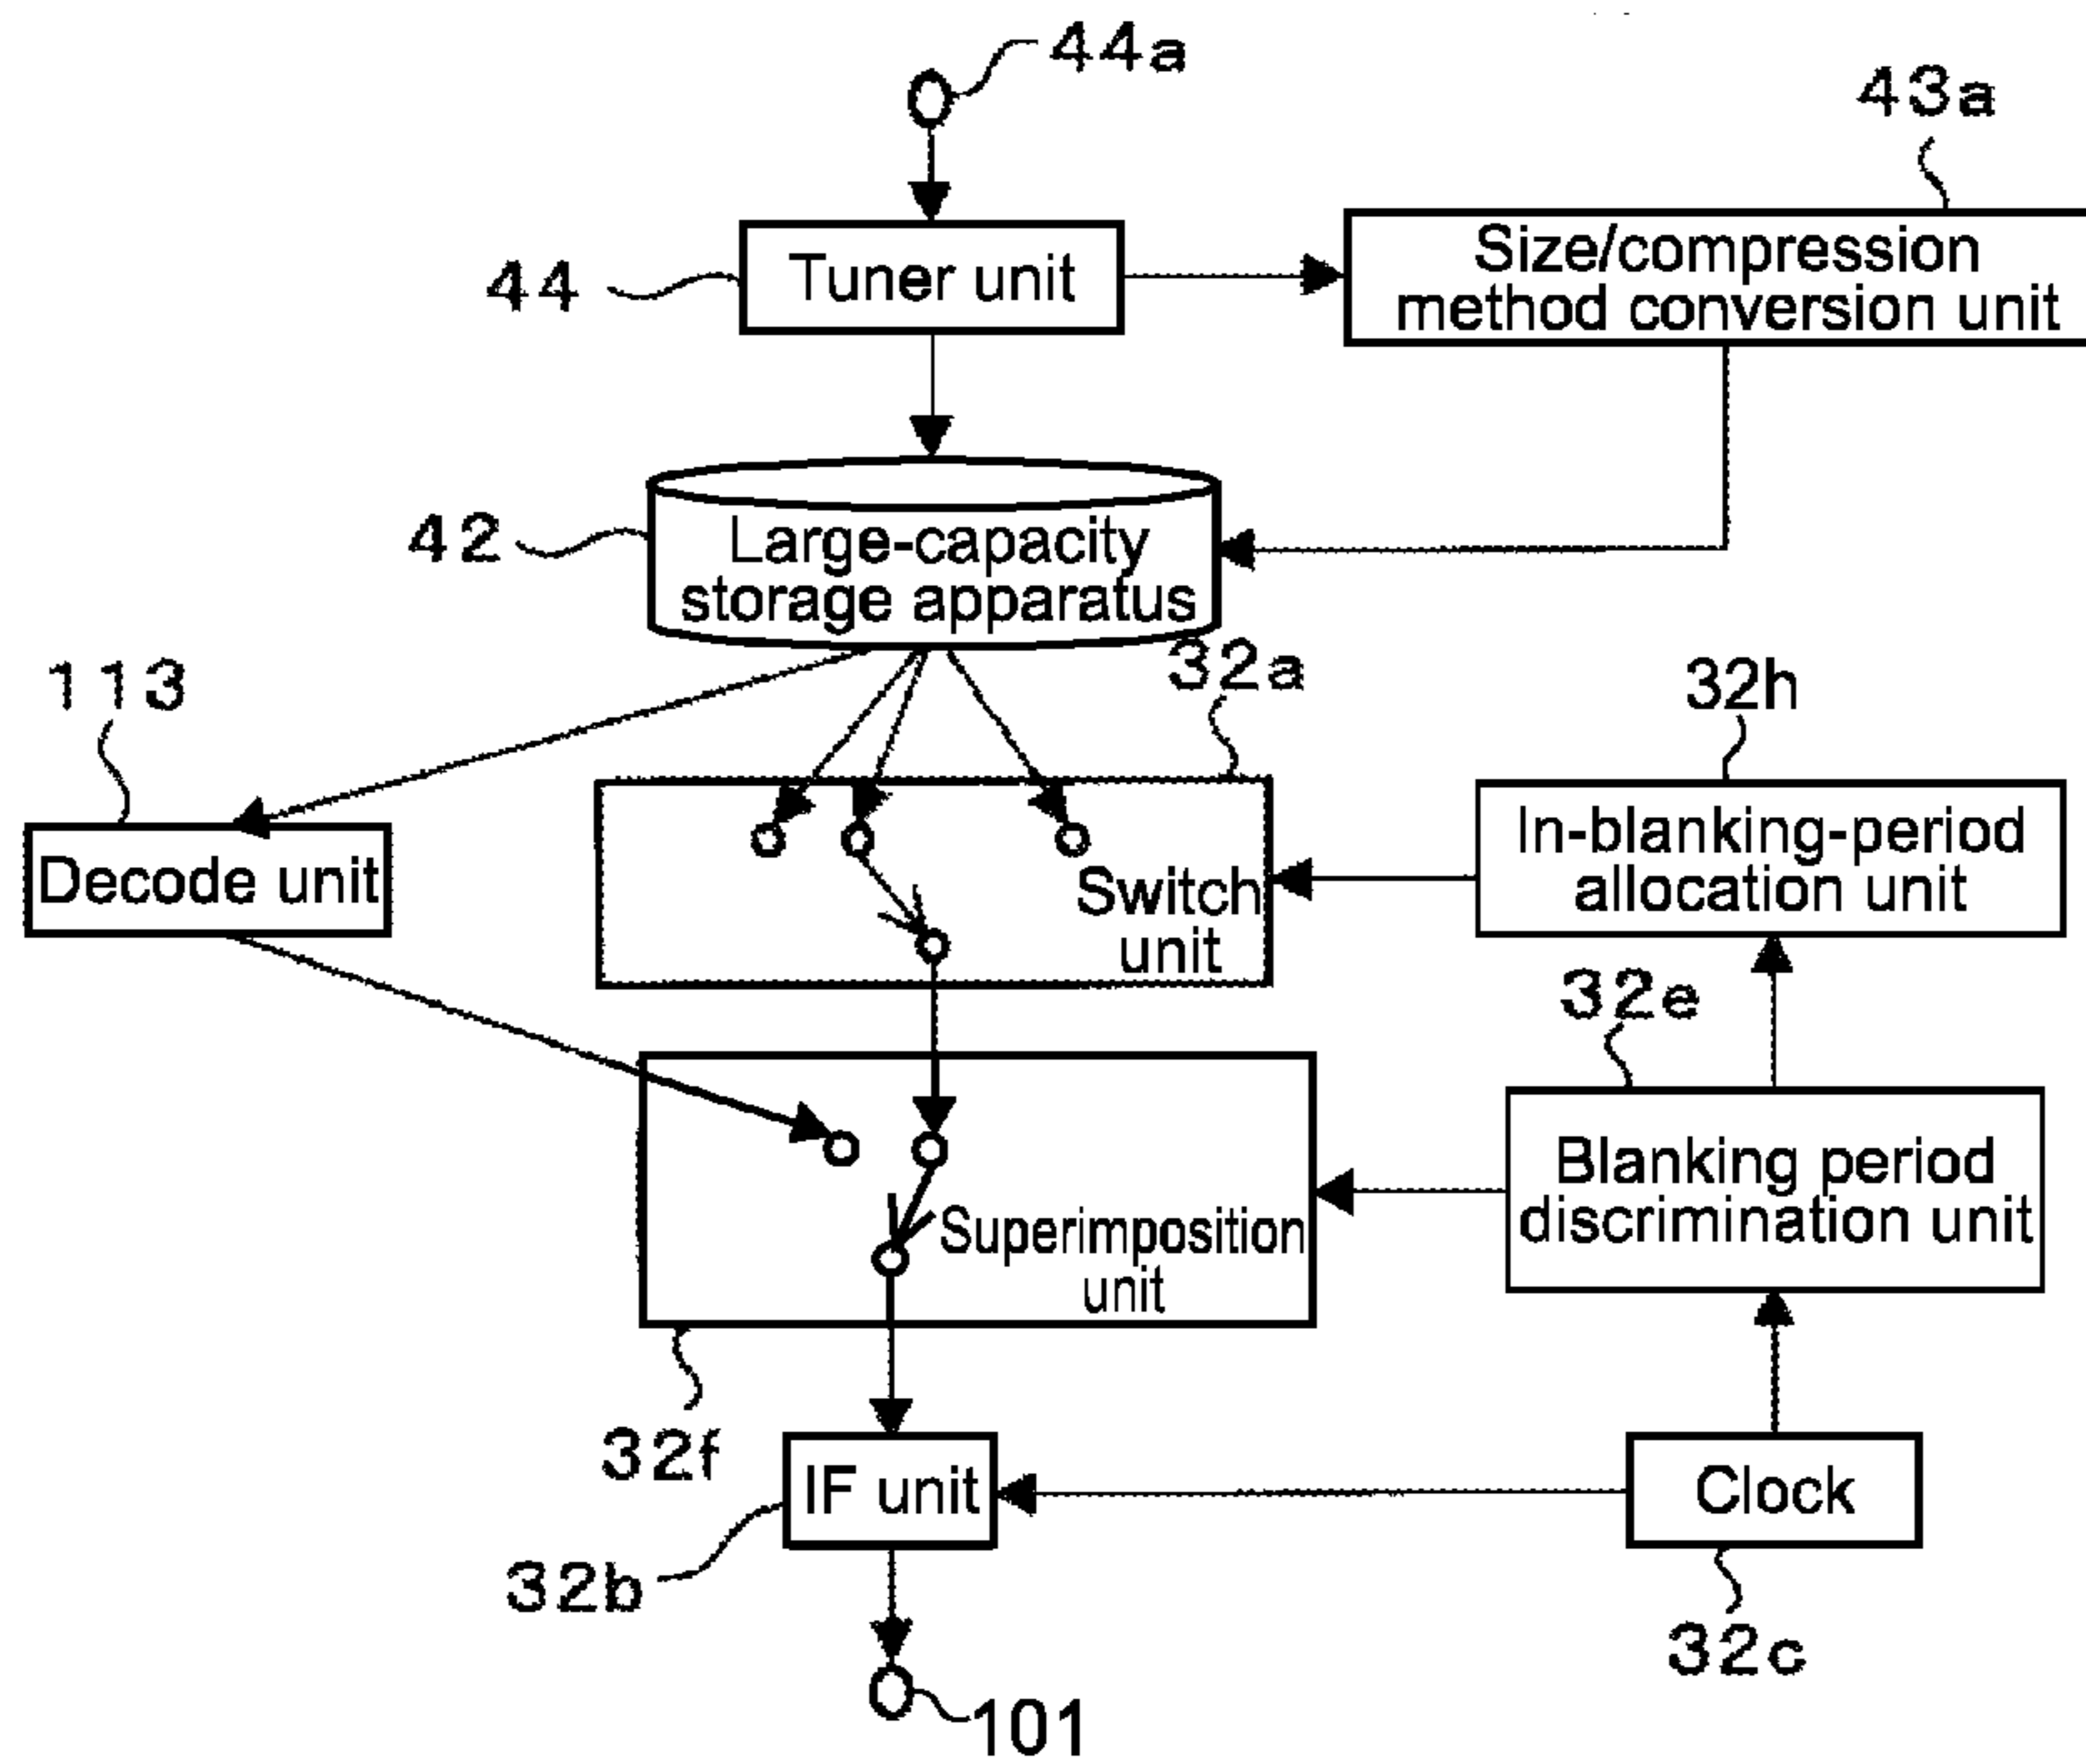 44a
43a
44
Tuner unit
Size/compression
method conversion unit
42
Large-capacity
storage apparatus
113
32a
32h
Decode unit
Switch
unit
In-blanking-period
allocation unit
32e
Superimposition
unit
Blanking period
discrimination unit
32f
IF unit
Clock
32b
32c
101